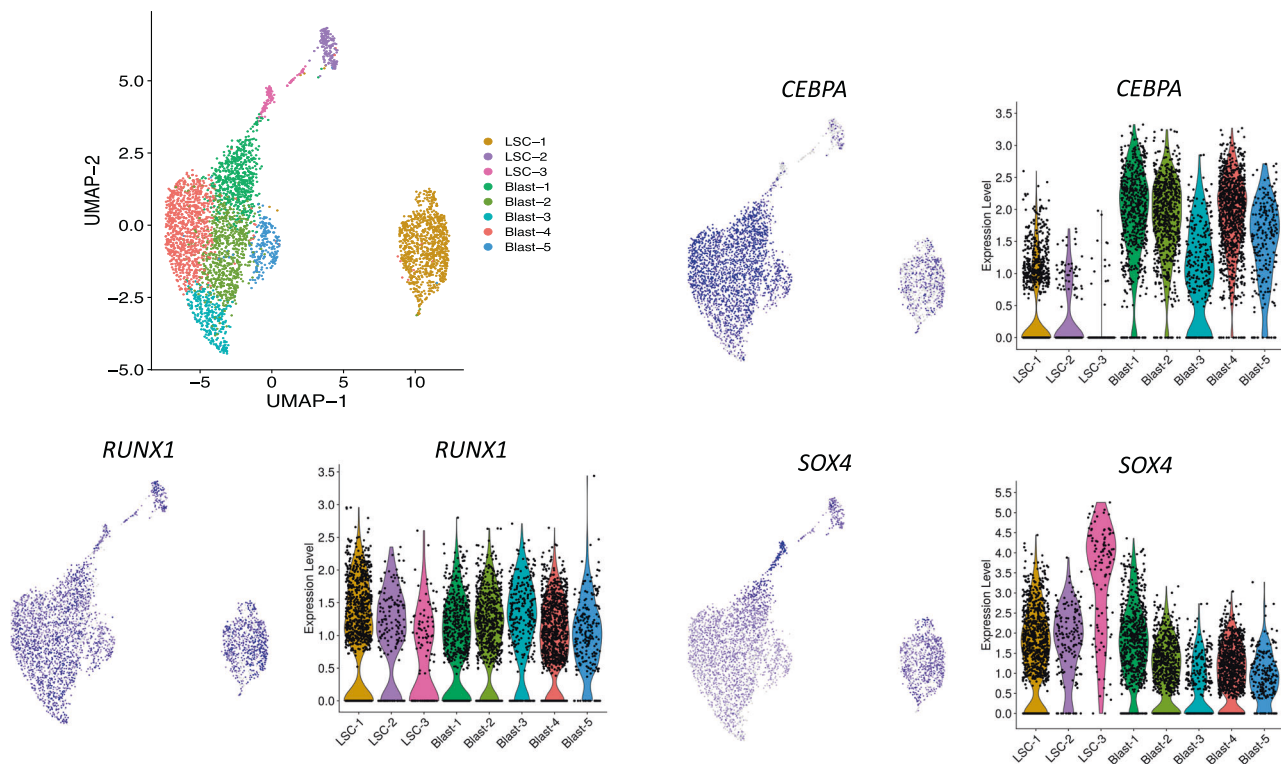 5.0
2.5
0.0
−2.5
−5.0
UMAP−2
−5
0
5
10
UMAP−1
LSC−1
LSC−2
LSC−3
Blast−1
Blast−2
Blast−3
Blast−4
Blast−5
CEBPA
CEBPA
Expression Level
3.5
3.0
2.5
2.0
1.5
1.0
0.5
0.0
LSC-1
LSC-2
LSC-3
Blast-1
Blast-2
Blast-3
Blast-4
Blast-5
RUNX1
RUNX1
Expression Level
3.5
3.0
2.5
2.0
1.5
1.0
0.5
0.0
LSC-1
LSC-2
LSC-3
Blast-1
Blast-2
Blast-3
Blast-4
Blast-5
SOX4
SOX4
Expression Level
5.5
5.0
4.5
4.0
3.5
3.0
2.5
2.0
1.5
1.0
0.5
0.0
LSC-1
LSC-2
LSC-3
Blast-1
Blast-2
Blast-3
Blast-4
Blast-5